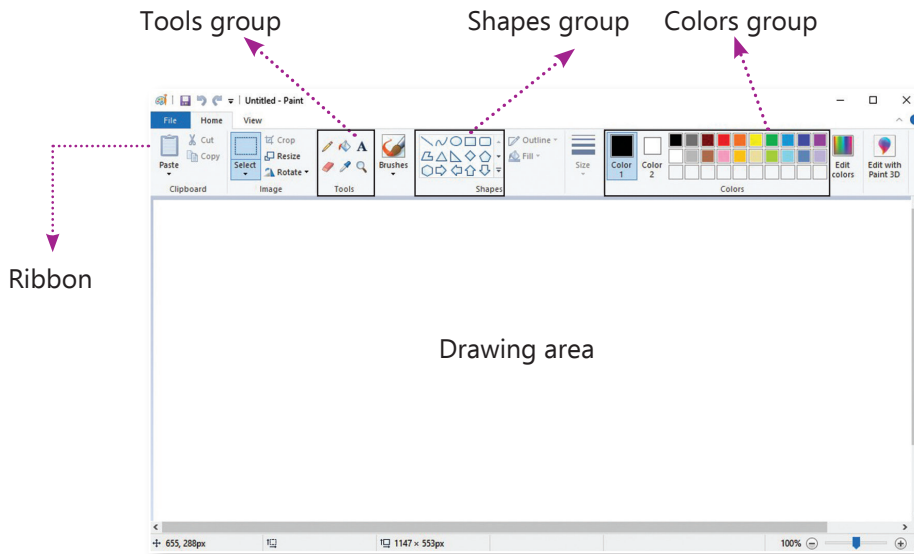 Tools group
Shapes group
Colors group
Untitled - Paint
File
Home
View
Paste
Cut
Copy
Clipboard
Select
Crop
Resize
Rotate
Image
A
Tools
Brushes
Outline
Fill
Shapes
Size
Color
1
Color
2
Colors
Edit
colors
Edit with
Paint 3D
Ribbon
Drawing area
655, 288px
1147 × 553px
100%